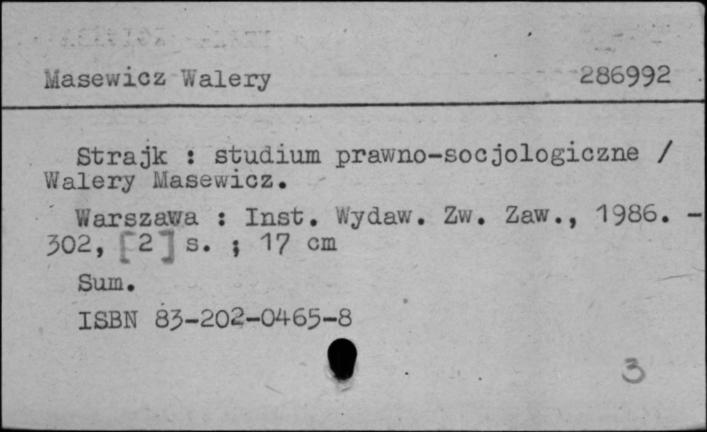 Masewicz Walery 286992
Strajk : studium prawno-socjologiczne /
Walery Masewicz.
Warszawa : Inst. Wydaw. Zw. Zaw., 1986. -
302, [2] s. ; 17 cm
Sum.
ISBN 83-202-0465-8
3